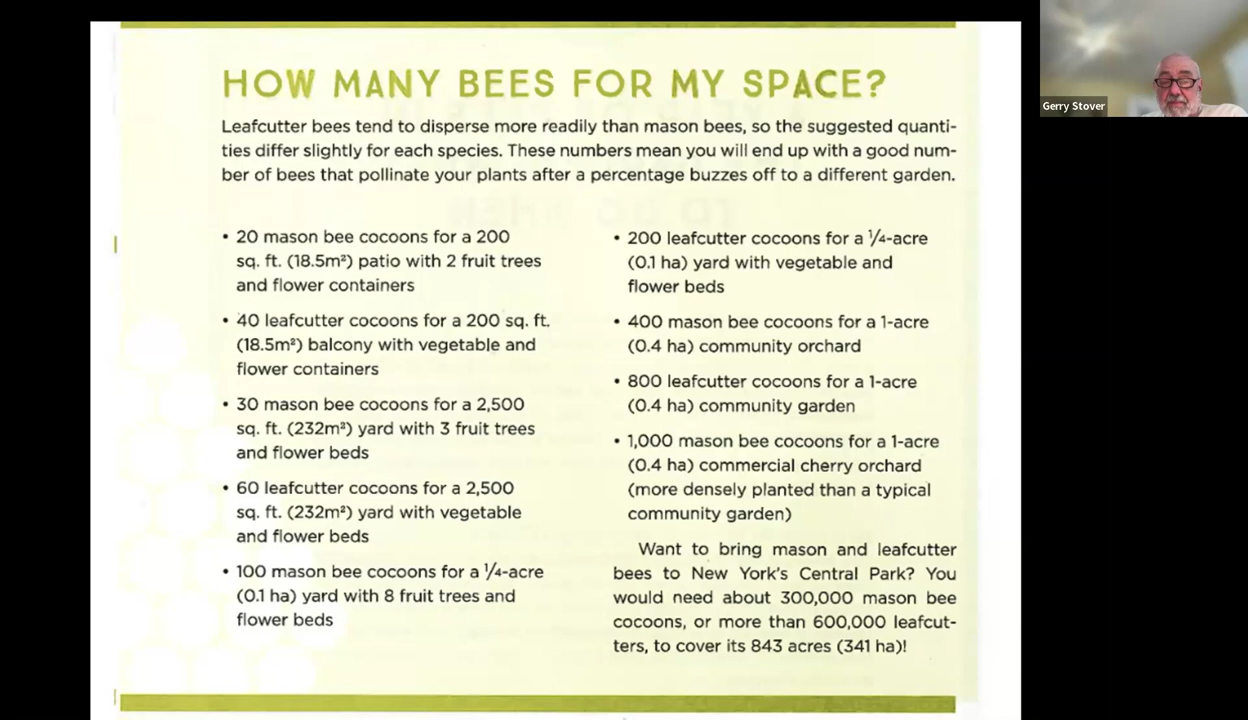 HOW MANY BEES FOR MY SPACE?
Leafcutter bees tend to disperse more readily than mason bees, so the suggested quanti-
ties differ slightly for each species. These numbers mean you will end up with a good num-
ber of bees that pollinate your plants after a percentage buzzes off to a different garden.
• 20 mason bee cocoons for a 200
sq. ft. (18.5m²) patio with 2 fruit trees
and flower containers
• 40 leafcutter cocoons for a 200 sq. ft.
(18.5m²) balcony with vegetable and
flower containers
• 30 mason bee cocoons for a 2,500
sq. ft. (232m²) yard with 3 fruit trees
and flower beds
• 60 leafcutter cocoons for a 2,500
sq. ft. (232m²) yard with vegetable
and flower beds
• 100 mason bee cocoons for a ¼-acre
(0.1 ha) yard with 8 fruit trees and
flower beds
• 200 leafcutter cocoons for a ¼-acre
(0.1 ha) yard with vegetable and
flower beds
• 400 mason bee cocoons for a 1-acre
(0.4 ha) community orchard
• 800 leafcutter cocoons for a 1-acre
(0.4 ha) community garden
• 1,000 mason bee cocoons for a 1-acre
(0.4 ha) commercial cherry orchard
(more densely planted than a typical
community garden)
Want to bring mason and leafcutter
bees to New York's Central Park? You
would need about 300,000 mason bee
cocoons, or more than 600,000 leafcut-
ters, to cover its 843 acres (341 ha)!
Gerry Stover